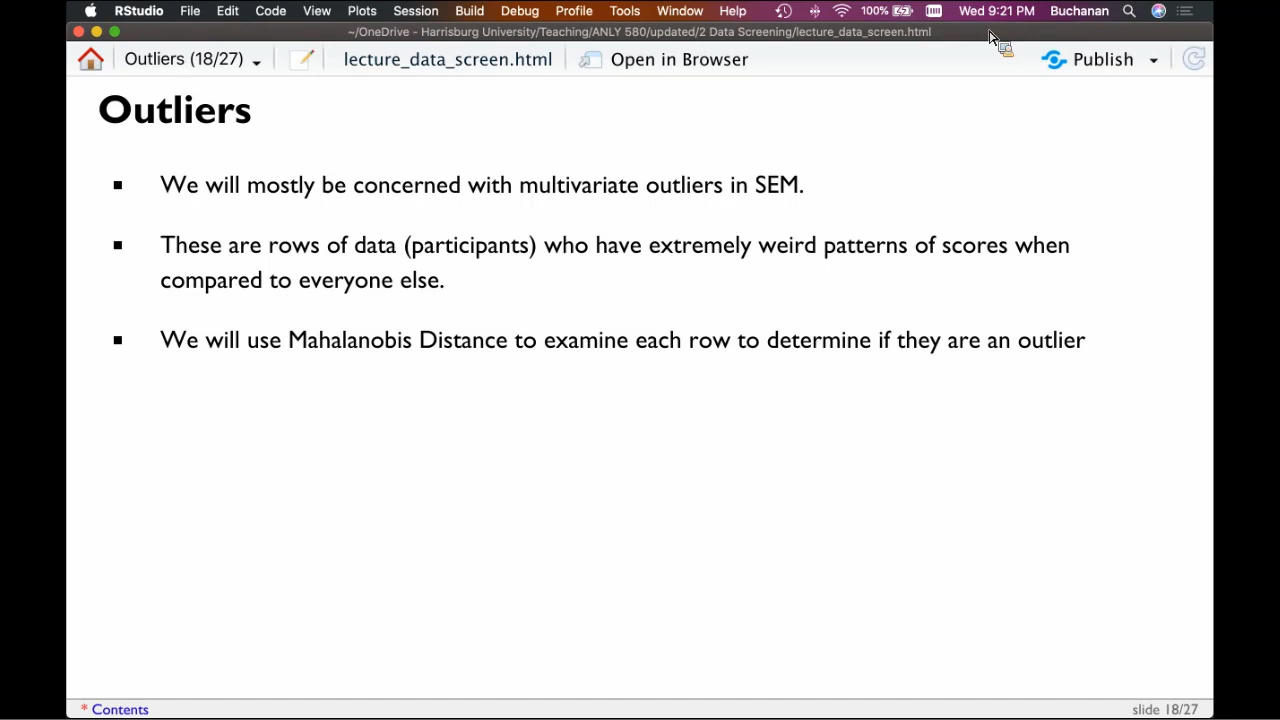 RStudio File Edit Code View Plots Session Build Debug Profile Tools Window Help 100% Wed 9:21 PM Buchanan
~/OneDrive - Harrisburg University/Teaching/ANLY 580/updated/2 Data Screening/lecture_data_screen.html
Outliers (18/27) lecture_data_screen.html Open in Browser Publish
Outliers
▪ We will mostly be concerned with multivariate outliers in SEM.
▪ These are rows of data (participants) who have extremely weird patterns of scores when
compared to everyone else.
▪ We will use Mahalanobis Distance to examine each row to determine if they are an outlier
* Contents slide 18/27